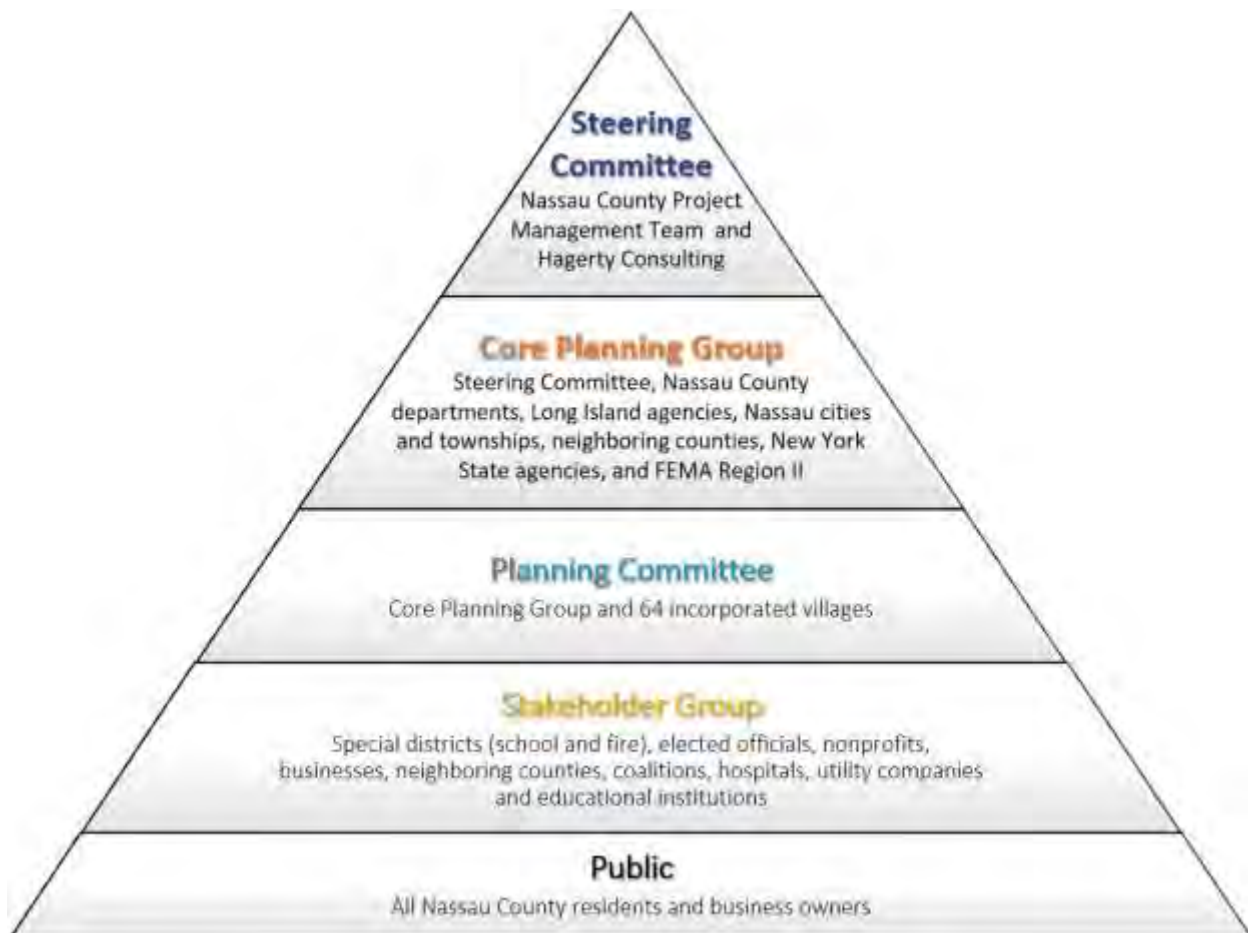 Steering
Committee
Nassau County Project
Management Team and
Hagerty Consulting
Core Planning Group
Steering Committee, Nassau County
departments, Long Island agencies, Nassau cities
and townships, neighboring counties, New York
State agencies, and FEMA Region II
Planning Committee
Core Planning Group and 64 incorporated villages
Stakeholder Group
Special districts (school and fire), elected officials, nonprofits,
businesses, neighboring counties, coalitions, hospitals, utility companies
and educational institutions
Public
All Nassau County residents and business owners